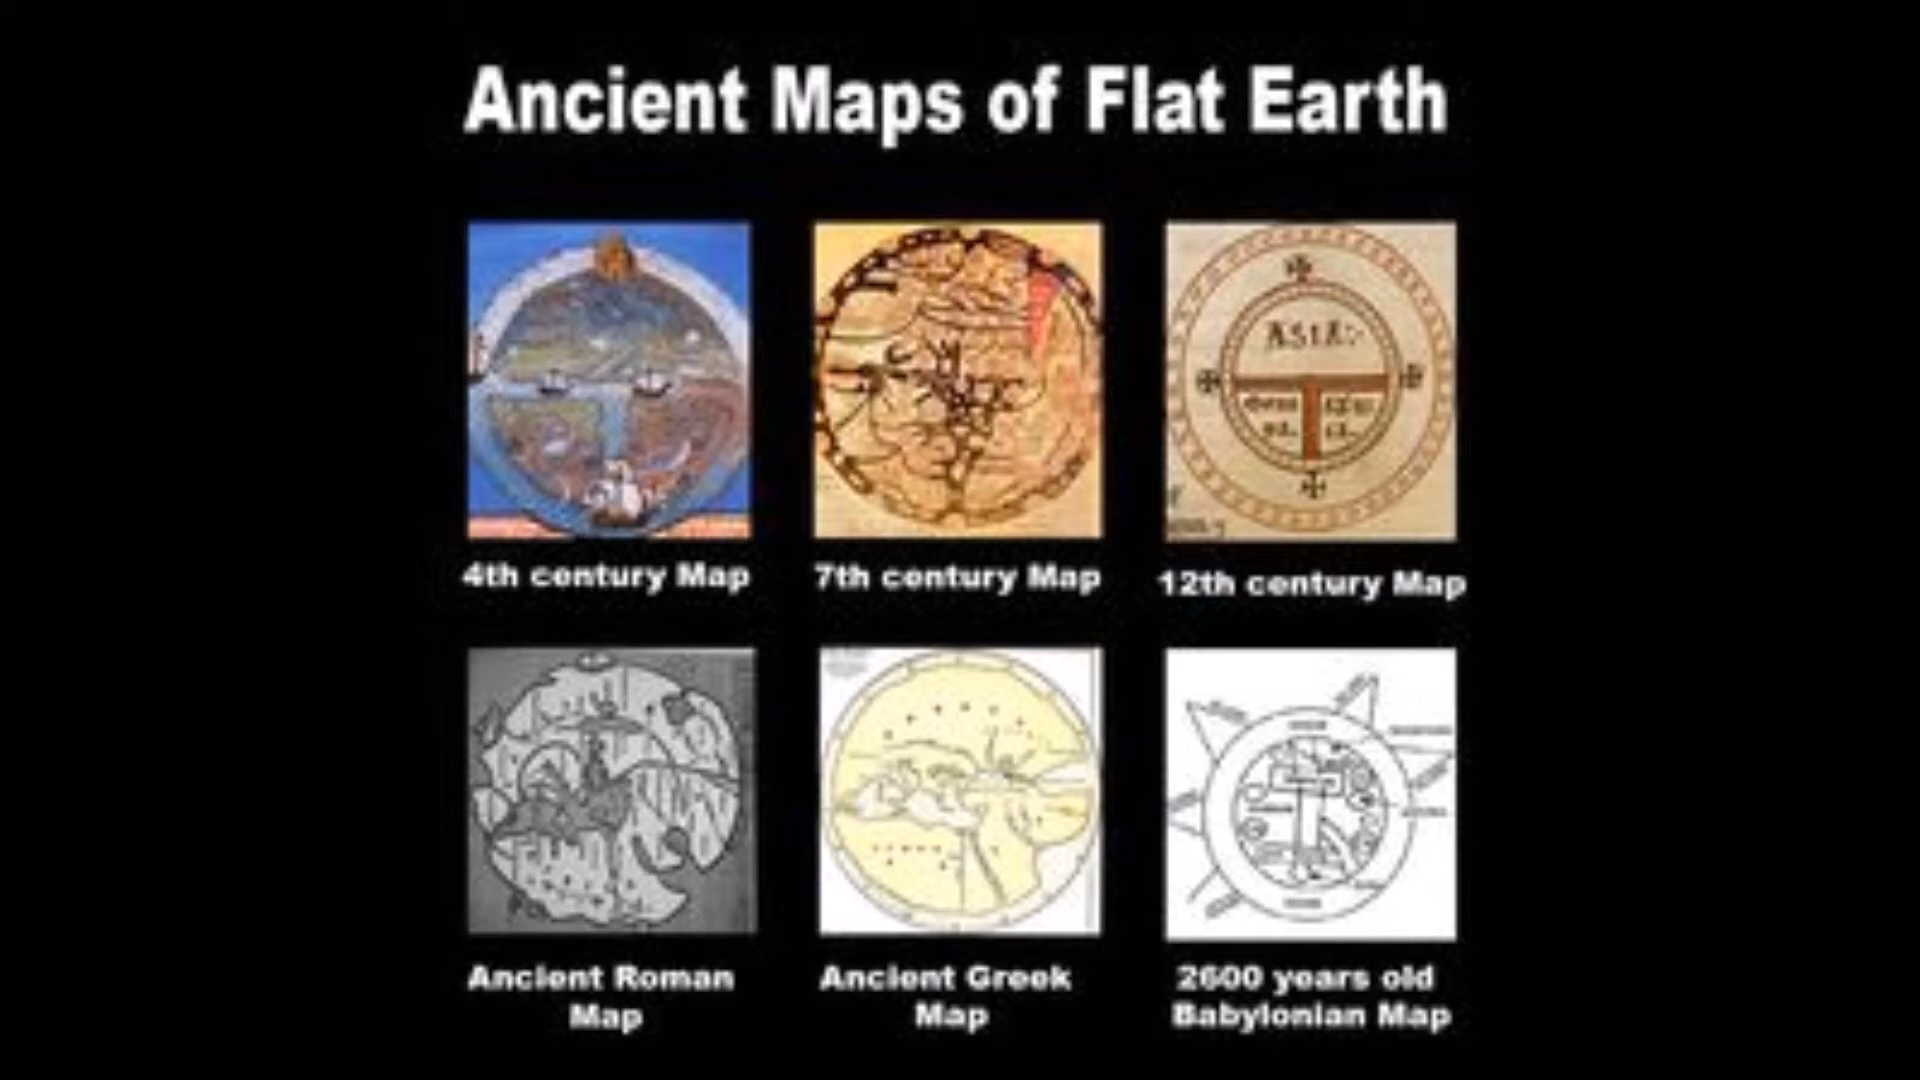 Ancient Maps of Flat Earth
ASIA:
4th century Map
7th century Map
12th century Map
Ancient Roman
Map
Ancient Greek
Map
2600 years old
Babylonian Map